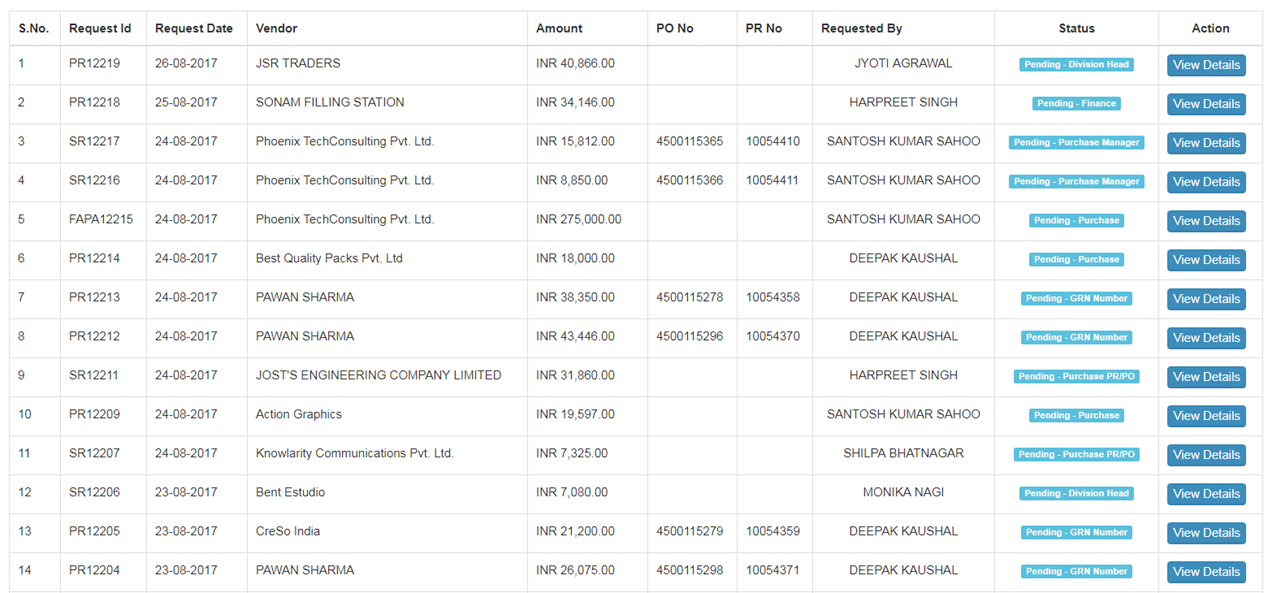 S.No. Request Id Request Date Vendor Amount PO No PR No Requested By Status Action
1 PR12219 26-08-2017 JSR TRADERS INR 40,866.00 JYOTI AGRAWAL Pending - Division Head View Details
2 PR12218 25-08-2017 SONAM FILLING STATION INR 34,146.00 HARPREET SINGH Pending - Finance View Details
3 SR12217 24-08-2017 Phoenix TechConsulting Pvt. Ltd. INR 15,812.00 4500115365 10054410 SANTOSH KUMAR SAHOO Pending - Purchase Manager View Details
4 SR12216 24-08-2017 Phoenix TechConsulting Pvt. Ltd. INR 8,850.00 4500115366 10054411 SANTOSH KUMAR SAHOO Pending - Purchase Manager View Details
5 FAPA12215 24-08-2017 Phoenix TechConsulting Pvt. Ltd. INR 275,000.00 SANTOSH KUMAR SAHOO Pending - Purchase View Details
6 PR12214 24-08-2017 Best Quality Packs Pvt. Ltd INR 18,000.00 DEEPAK KAUSHAL Pending - Purchase View Details
7 PR12213 24-08-2017 PAWAN SHARMA INR 38,350.00 4500115278 10054358 DEEPAK KAUSHAL Pending - GRN Number View Details
8 PR12212 24-08-2017 PAWAN SHARMA INR 43,446.00 4500115296 10054370 DEEPAK KAUSHAL Pending - GRN Number View Details
9 SR12211 24-08-2017 JOST'S ENGINEERING COMPANY LIMITED INR 31,860.00 HARPREET SINGH Pending - Purchase PR/PO View Details
10 PR12209 24-08-2017 Action Graphics INR 19,597.00 SANTOSH KUMAR SAHOO Pending - Purchase View Details
11 SR12207 24-08-2017 Knowlarity Communications Pvt. Ltd. INR 7,325.00 SHILPA BHATNAGAR Pending - Purchase PR/PO View Details
12 SR12206 23-08-2017 Bent Estudio INR 7,080.00 MONIKA NAGI Pending - Division Head View Details
13 PR12205 23-08-2017 CreSo India INR 21,200.00 4500115279 10054359 DEEPAK KAUSHAL Pending - GRN Number View Details
14 PR12204 23-08-2017 PAWAN SHARMA INR 26,075.00 4500115298 10054371 DEEPAK KAUSHAL Pending - GRN Number View Details